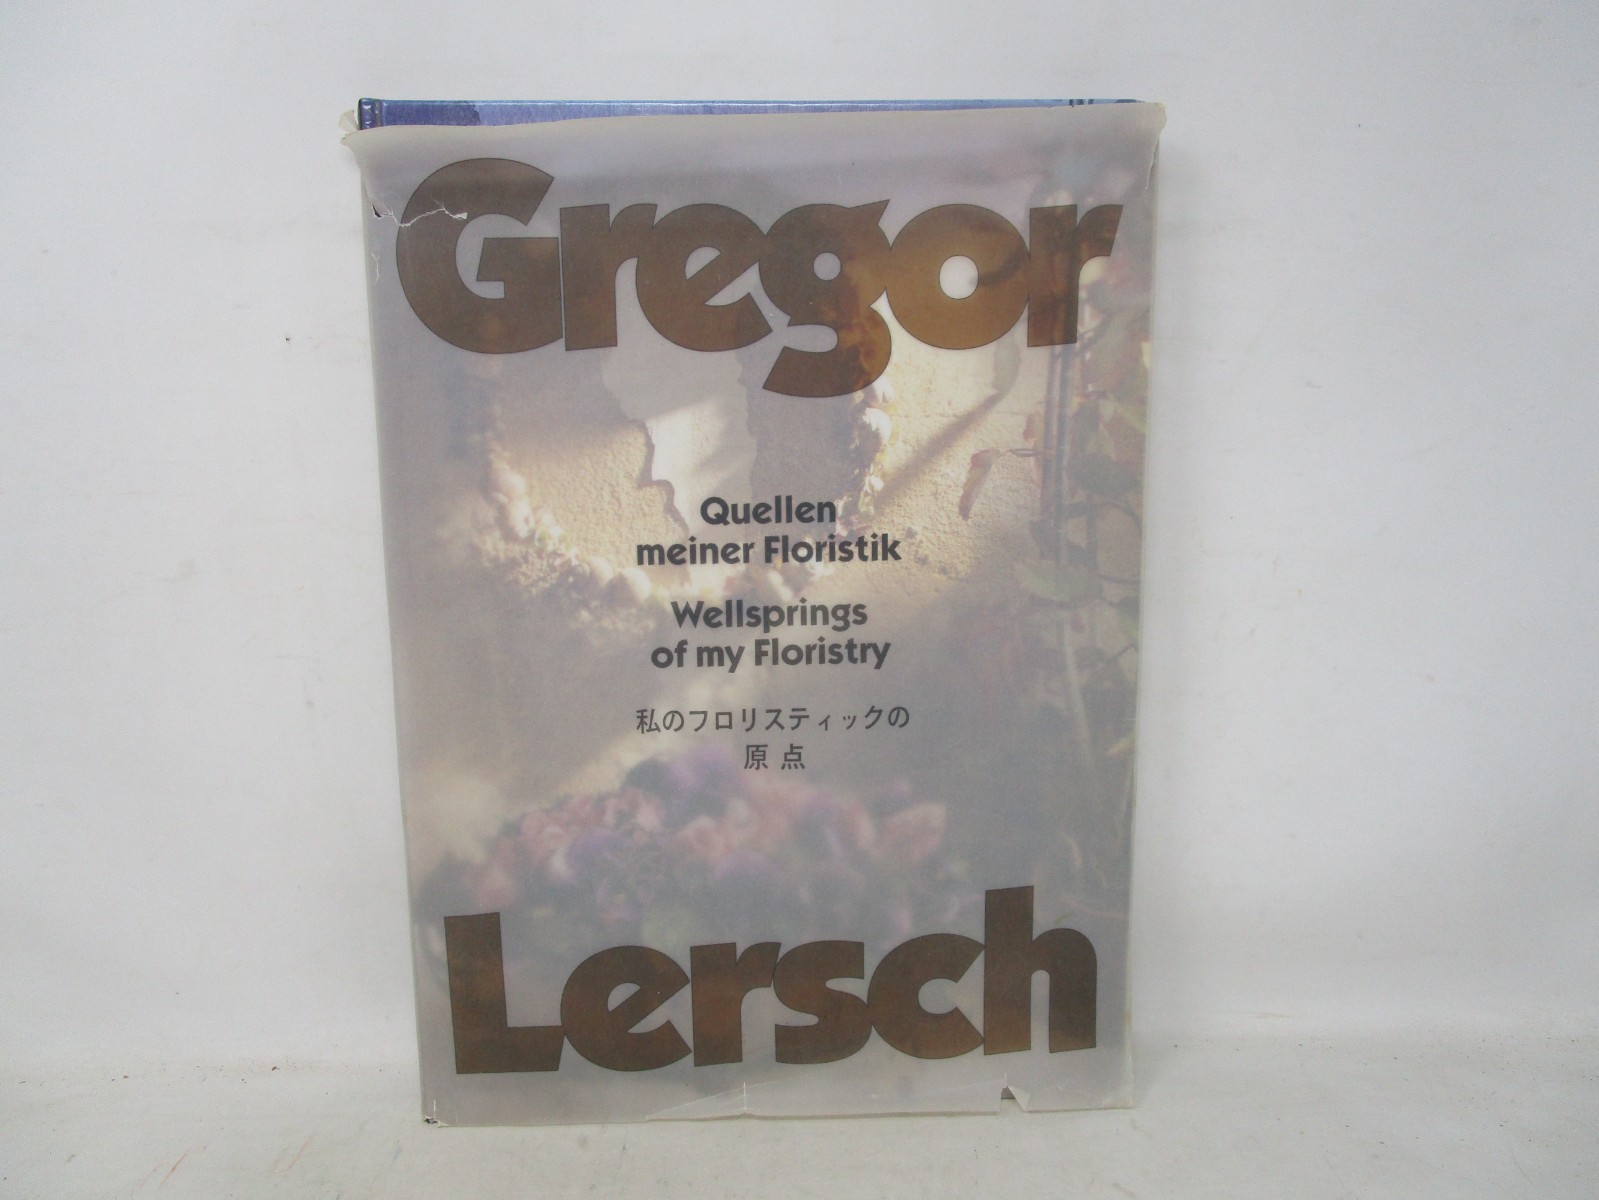 Gregor
Quellen
meiner Floristik
Wellsprings
of my Floristry
私のフロリスティックの
原点
Lersch